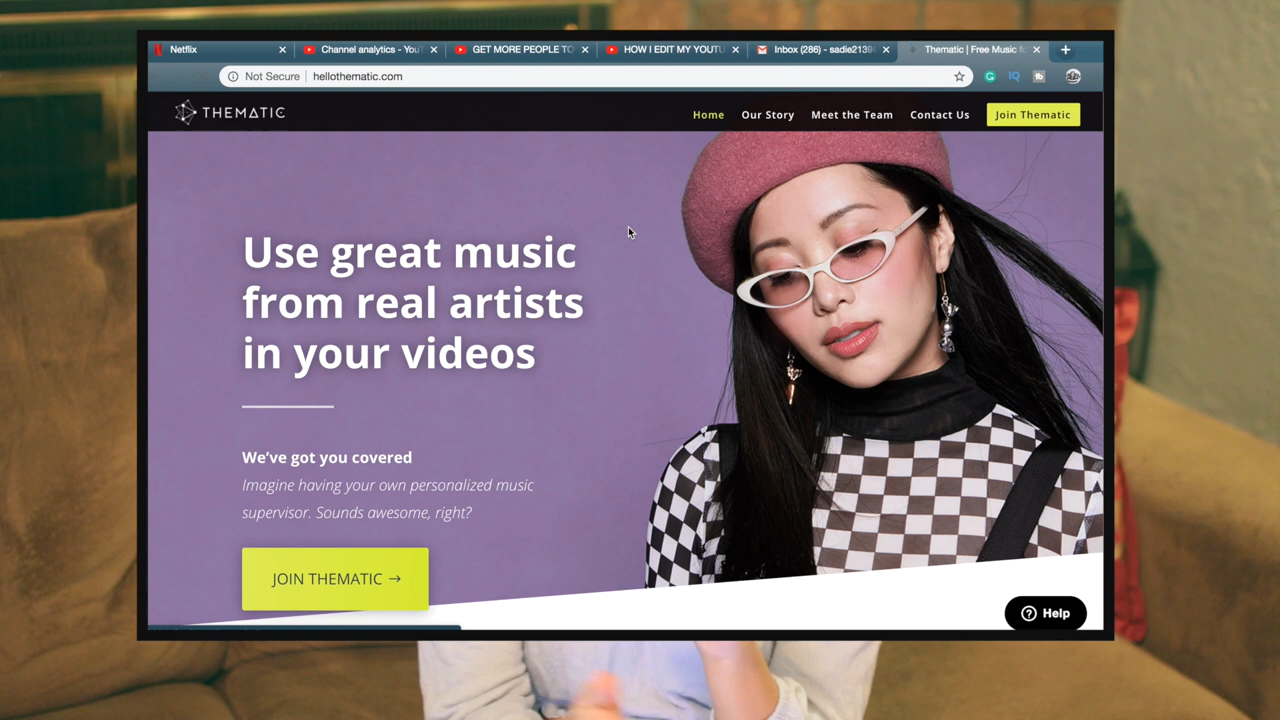 Netflix
Channel analytics - You
GET MORE PEOPLE TO
HOW I EDIT MY YOUTU
Inbox (286) - sadie2139
Thematic | Free Music fo
Not Secure
hellothematic.com
IQ
THEMATIC
Home
Our Story
Meet the Team
Contact Us
Join Thematic
Use great music
from real artists
in your videos
We've got you covered
Imagine having your own personalized music
supervisor. Sounds awesome, right?
JOIN THEMATIC →
Help